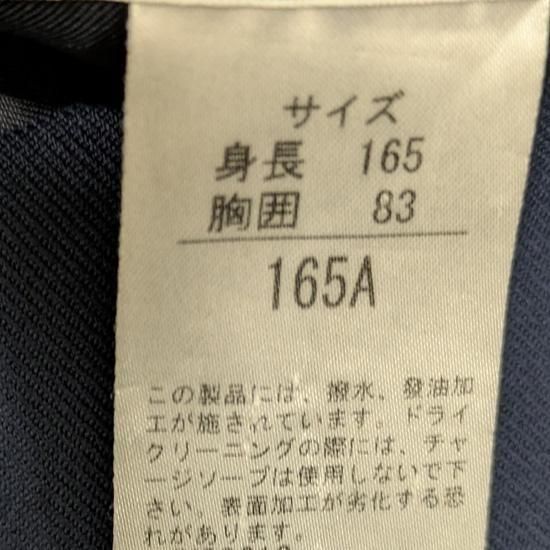 サイズ
身長 165
胸囲 83
165A
この製品には、撥水、發油加
工が施されています。ドライ
クリーニングの際には、チャ
ージソープは使用しないで下
さい。表面加工が劣化する恐
れがあります。